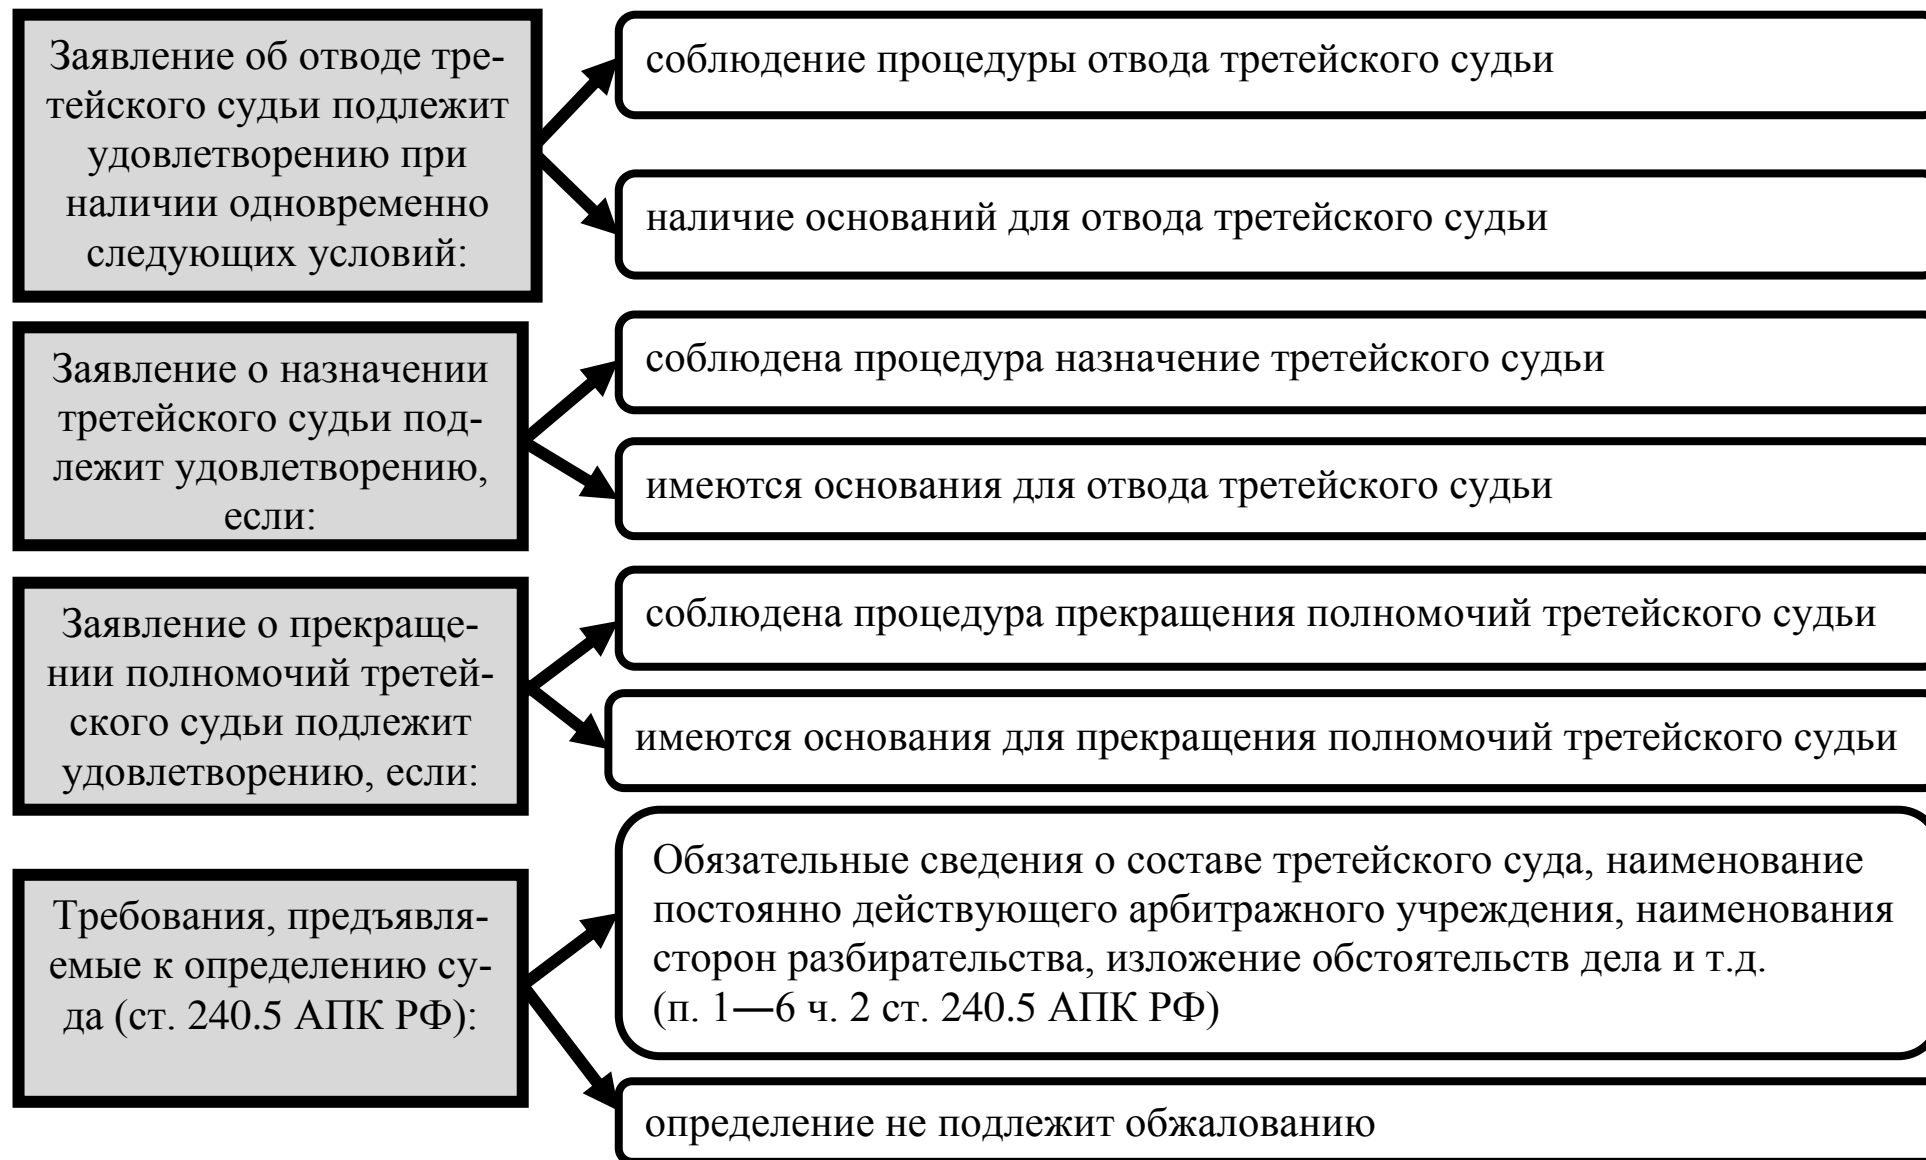 Заявление об отводе тре-
тейского судьи подлежит
удовлетворению при
наличии одновременно
следующих условий:
соблюдение процедуры отвода третейского судьи
наличие оснований для отвода третейского судьи
Заявление о назначении
третейского судьи под-
лежит удовлетворению,
если:
соблюдена процедура назначение третейского судьи
имеются основания для отвода третейского судьи
Заявление о прекраще-
нии полномочий третей-
ского судьи подлежит
удовлетворению, если:
соблюдена процедура прекращения полномочий третейского судьи
имеются основания для прекращения полномочий третейского судьи
Требования, предъявля-
емые к определению су-
да (ст. 240.5 АПК РФ):
Обязательные сведения о составе третейского суда, наименование
постоянно действующего арбитражного учреждения, наименования
сторон разбирательства, изложение обстоятельств дела и т.д.
(п. 1—6 ч. 2 ст. 240.5 АПК РФ)
определение не подлежит обжалованию